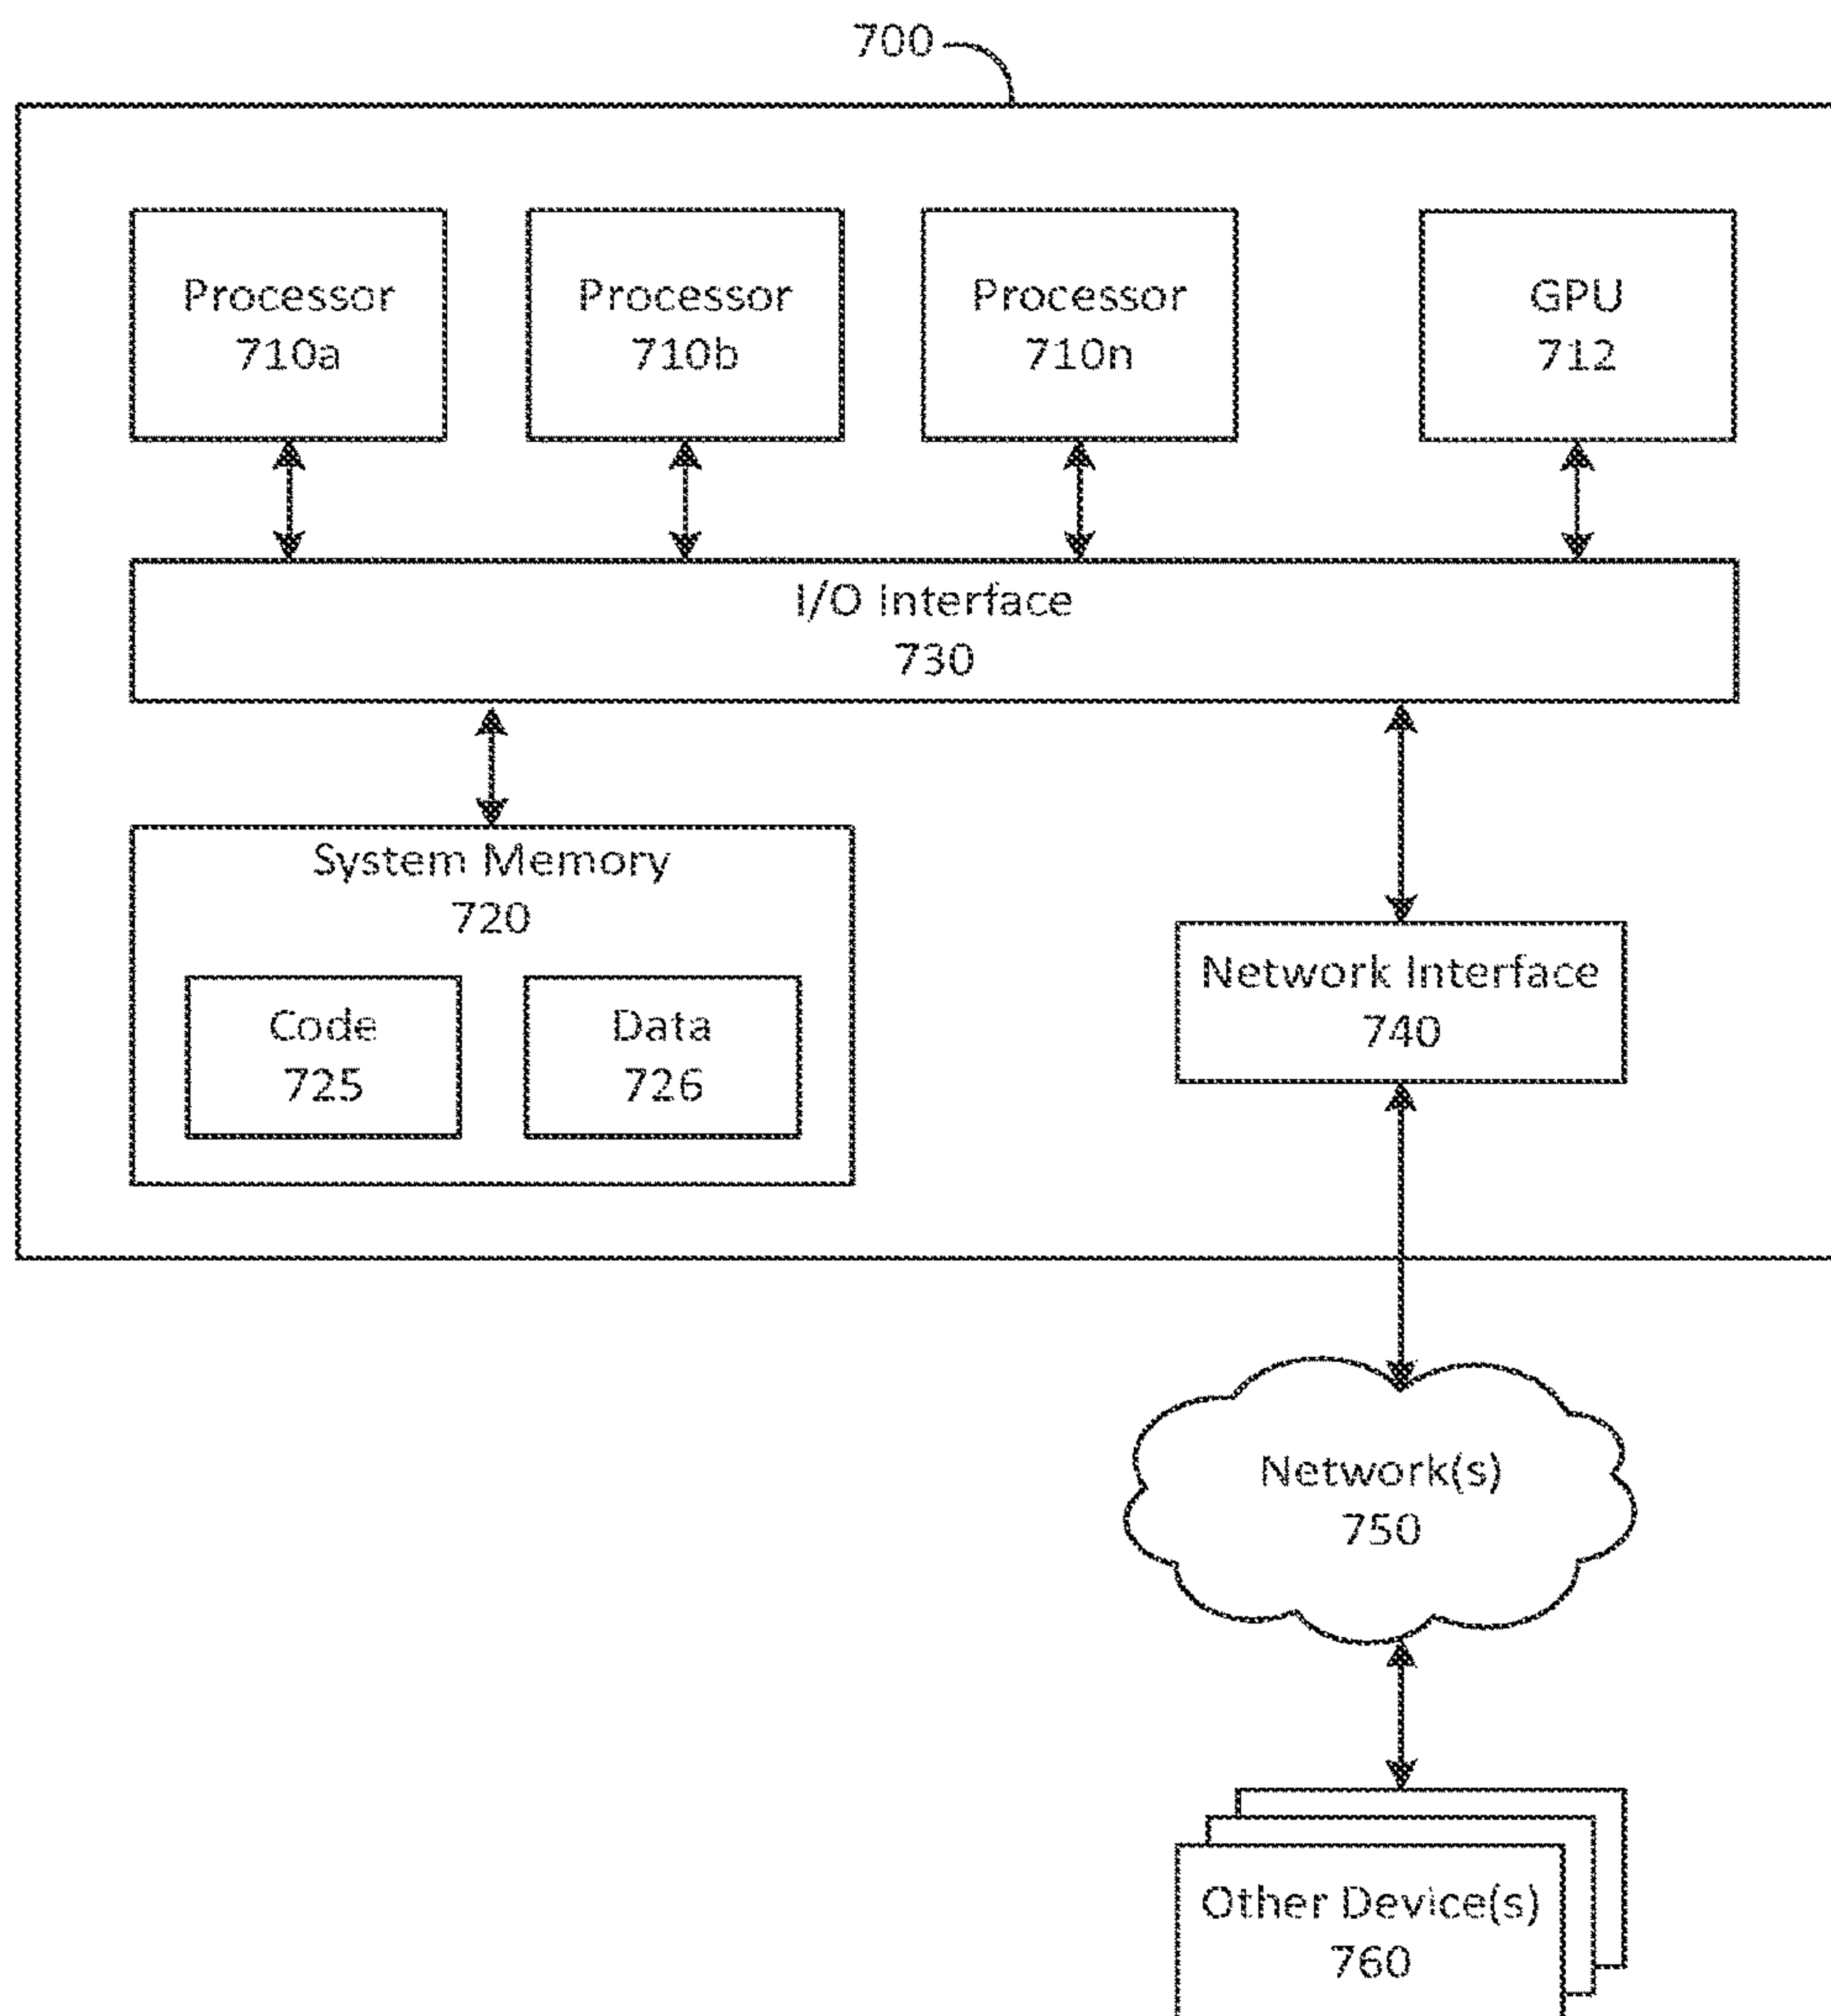 700
Processor
710a
Processor
710b
Processor
710n
GPU
712
I/O Interface
730
System Memory
720
Code
725
Data
726
Network Interface
740
Network(s)
750
Other Device(s)
760